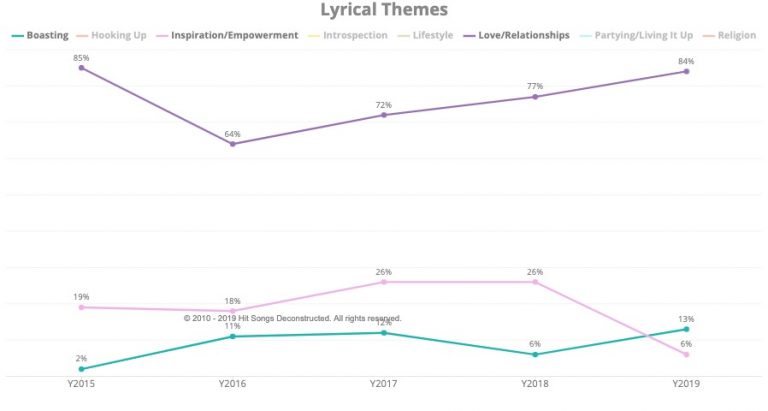 Lyrical Themes
Boasting Hooking Up Inspiration/Empowerment Introspection Lifestyle Love/Relationships Partying/Living It Up Religion
85% 64% 72% 77% 84%
19% 18% 26% 26% 6%
© 2010 - 2019 Hit Songs Deconstructed. All rights reserved.
2% 11% 12% 6% 13%
Y2015 Y2016 Y2017 Y2018 Y2019